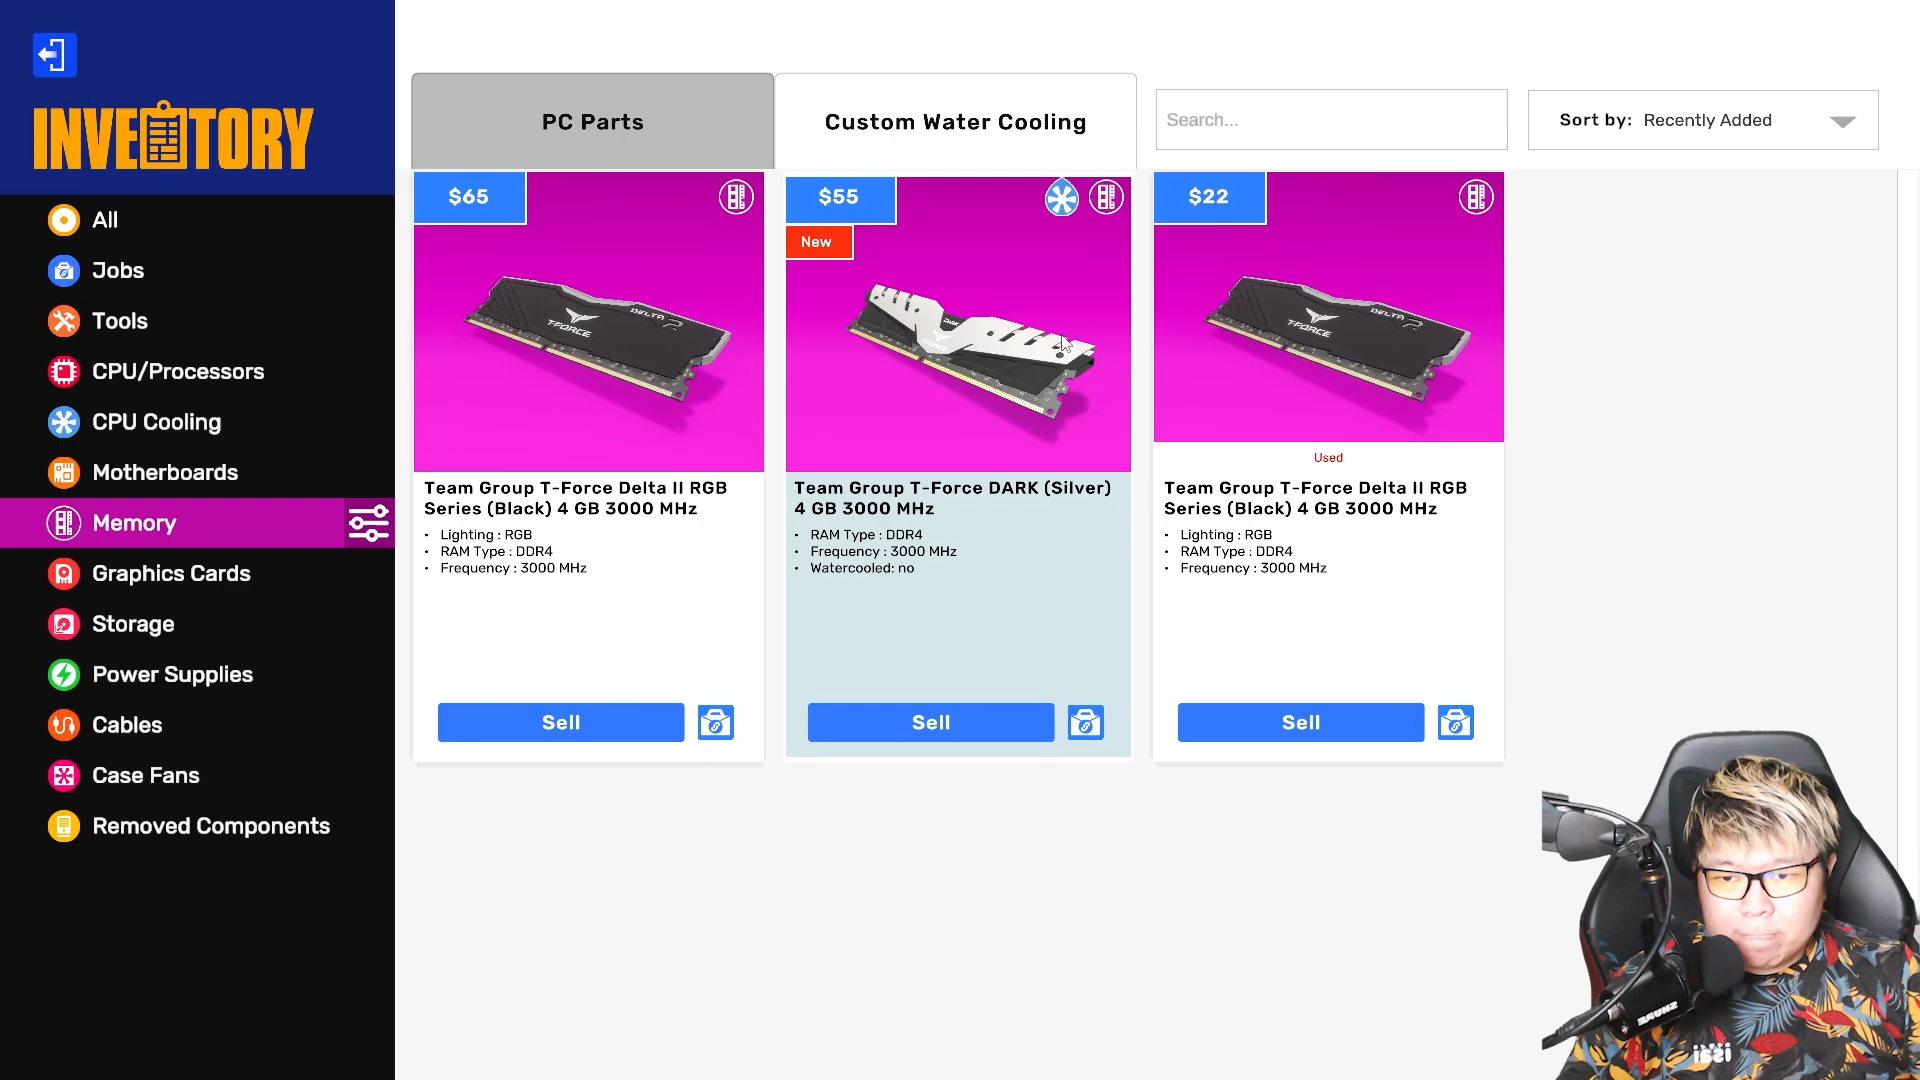 INVENTORY
All
Jobs
Tools
CPU/Processors
CPU Cooling
Motherboards
Memory
Graphics Cards
Storage
Power Supplies
Cables
Case Fans
Removed Components
PC Parts
Custom Water Cooling
Search...
Sort by: Recently Added
$65
T-FORCE
DELTA
Team Group T-Force Delta II RGB
Series (Black) 4 GB 3000 MHz
• Lighting : RGB
• RAM Type : DDR4
• Frequency : 3000 MHz
Sell
$55
New
Team Group T-Force DARK (Silver)
4 GB 3000 MHz
• RAM Type : DDR4
• Frequency : 3000 MHz
• Watercooled: no
Sell
$22
T-FORCE
DELTA
Used
Team Group T-Force Delta II RGB
Series (Black) 4 GB 3000 MHz
• Lighting : RGB
• RAM Type : DDR4
• Frequency : 3000 MHz
Sell
SHURE